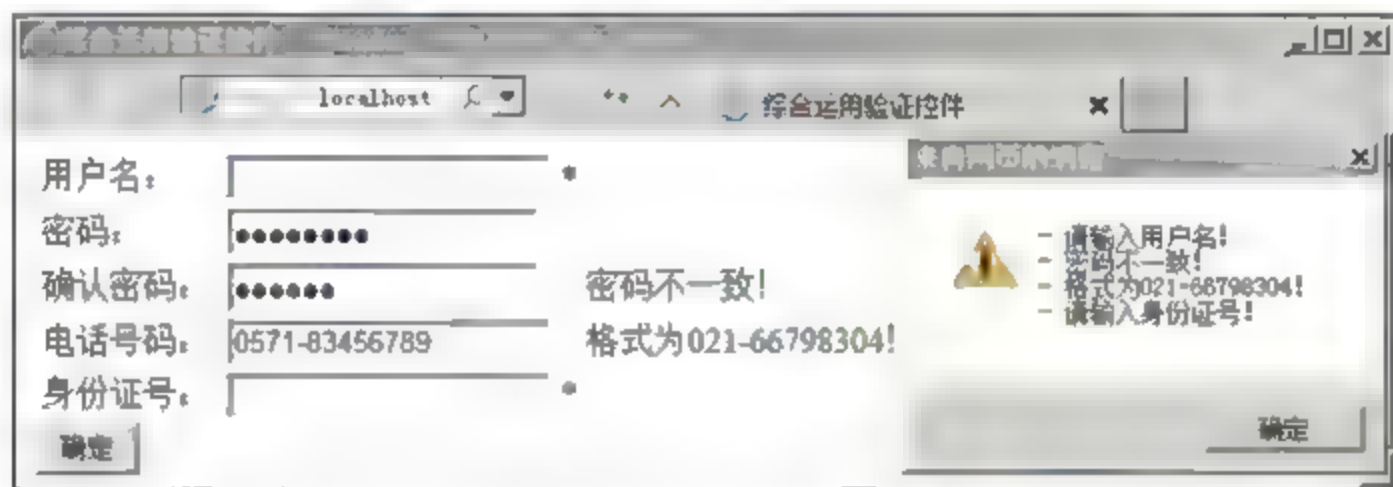 localhost
综合运用验证控件
用户名：
*
密码：
确认密码：
密码不一致！
电话号码：
0571-83456789
格式为021-66798304!
身份证号：
*
确定
- 请输入用户名！
- 密码不一致！
- 格式为021-66798304!
- 请输入身份证号！
确定